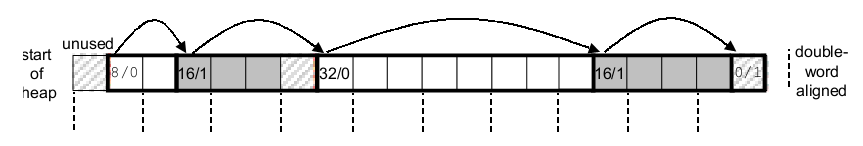 unused
start
of
heap
8/0
16/1
32/0
16/1
0/1
double-
word
aligned